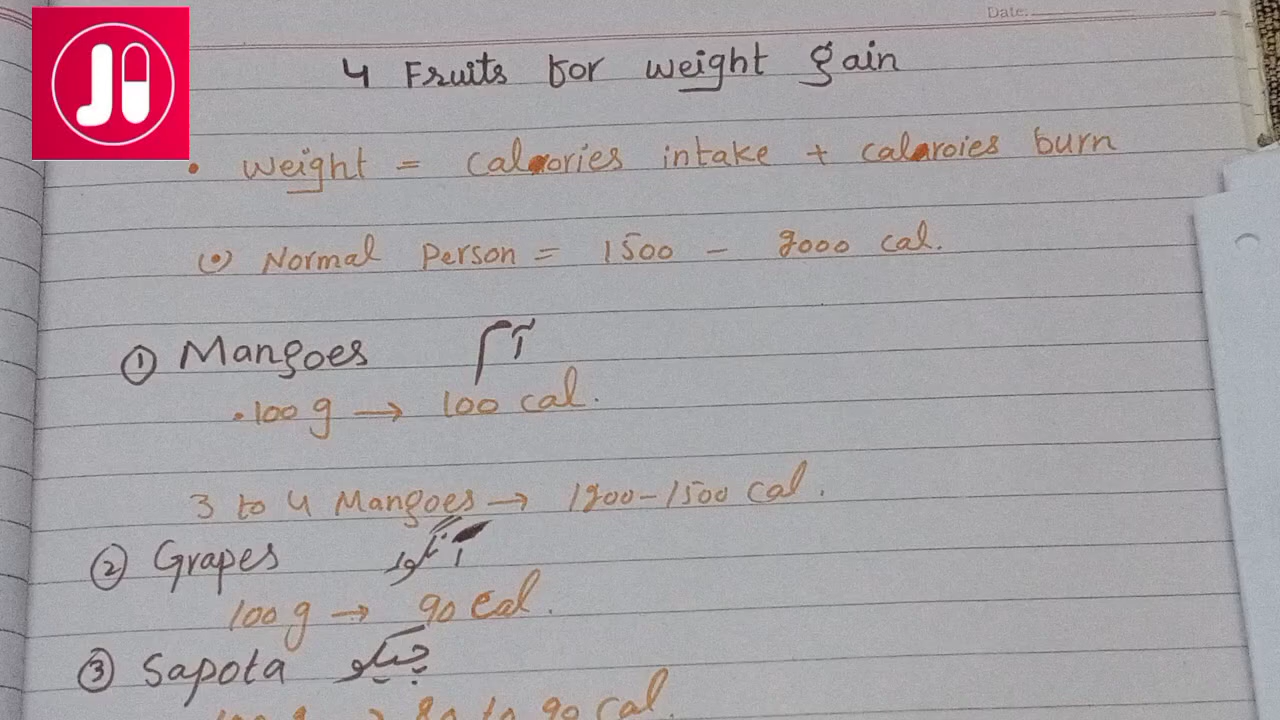 Date:
4 Fruits for weight gain
• Weight = calories intake + calaroies burn
(•) Normal Person = 1500 - 2000 cal.
① Mangoes آم
• 100 g → 100 cal.
3 to 4 Mangoes → 1200-1500 cal.
② Grapes انگور
100 g → 90 cal.
③ Sapota چیکو
100 g → 80 to 90 cal.